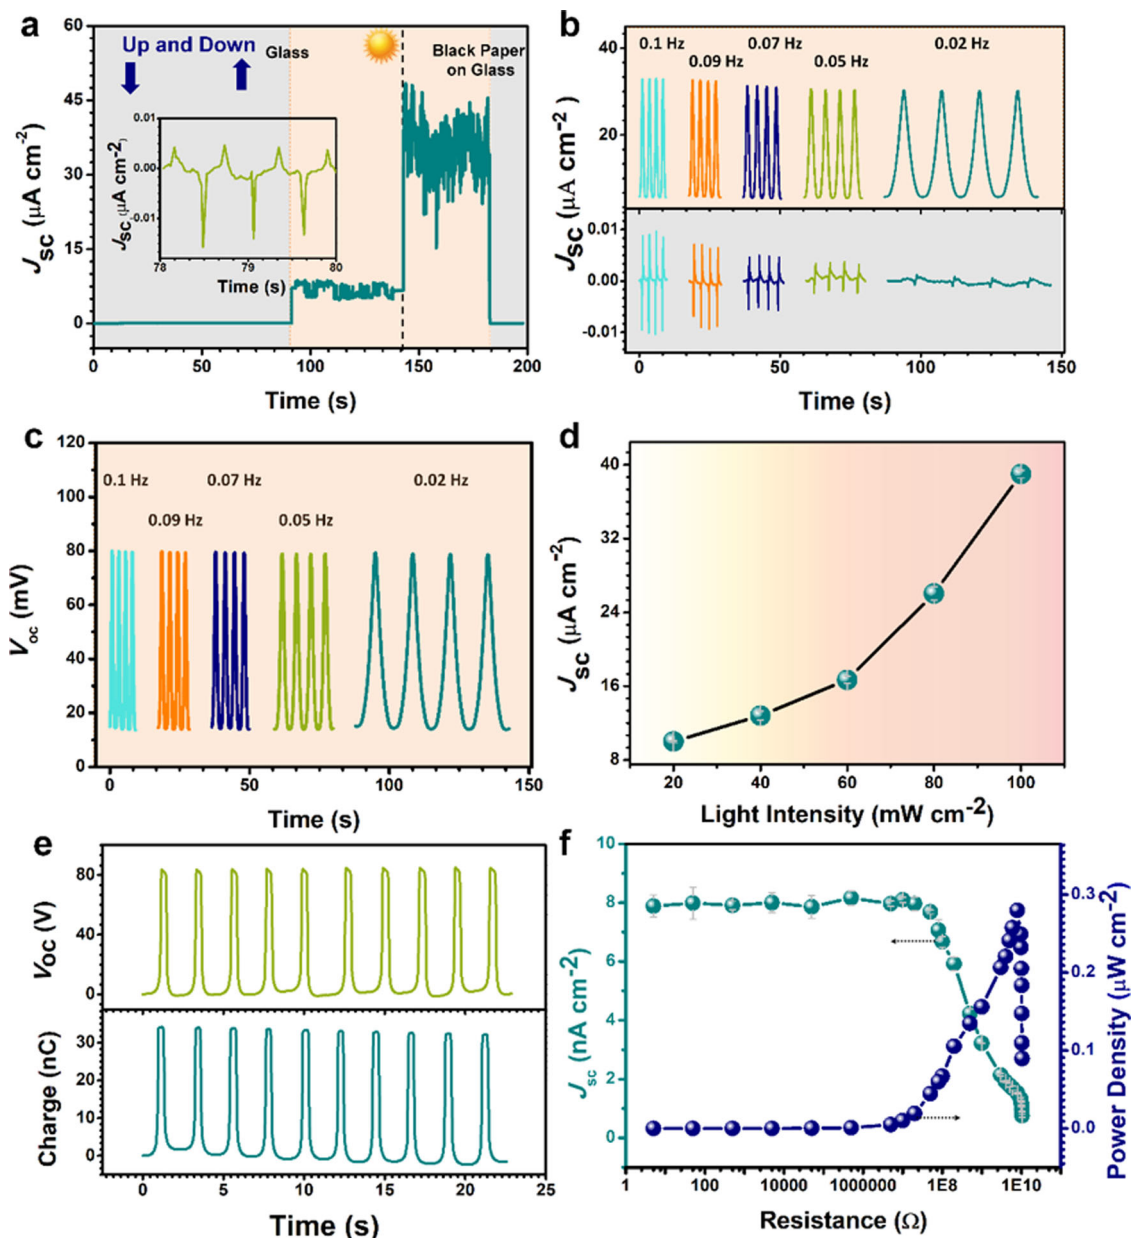 a
60
45
30
15
0
Jsc (μA cm-2)
Up and Down
Glass
Black Paper
on Glass
0.01
0.00
-0.01
Jsc (μA cm-2)
78
79
80
Time (s)
0
50
100
150
200
Time (s)
b
40
20
0.01
0.00
-0.01
Jsc (μA cm-2)
0.1 Hz
0.07 Hz
0.02 Hz
0.09 Hz
0.05 Hz
0
50
100
150
Time (s)
c
120
100
80
60
40
20
0
Voc (mV)
0.1 Hz
0.07 Hz
0.02 Hz
0.09 Hz
0.05 Hz
0
50
100
150
Time (s)
d
40
32
24
16
8
Jsc (μA cm-2)
20
40
60
80
100
Light Intensity (mW cm-2)
e
80
40
0
Voc (V)
30
20
10
0
Charge (nC)
0
5
10
15
20
25
Time (s)
f
10
8
6
4
2
0
Jsc (nA cm-2)
0.3
0.2
0.1
0.0
Power Density (μW cm-2)
1
100
10000
1000000
1E8
1E10
Resistance (Ω)